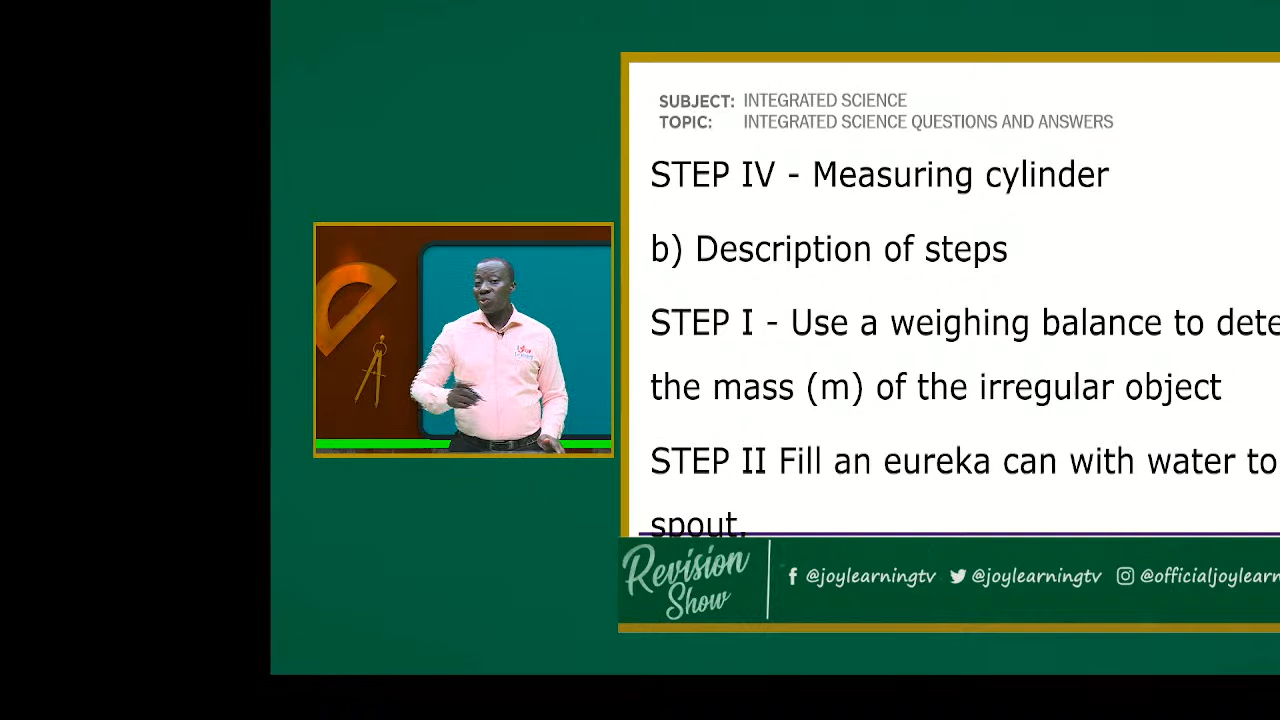 SUBJECT: INTEGRATED SCIENCE
TOPIC: INTEGRATED SCIENCE QUESTIONS AND ANSWERS
STEP IV - Measuring cylinder
b) Description of steps
STEP I - Use a weighing balance to dete
the mass (m) of the irregular object
STEP II Fill an eureka can with water to
spout.
Revision
Show
@joylearningtv @joylearningtv @officialjoylearn